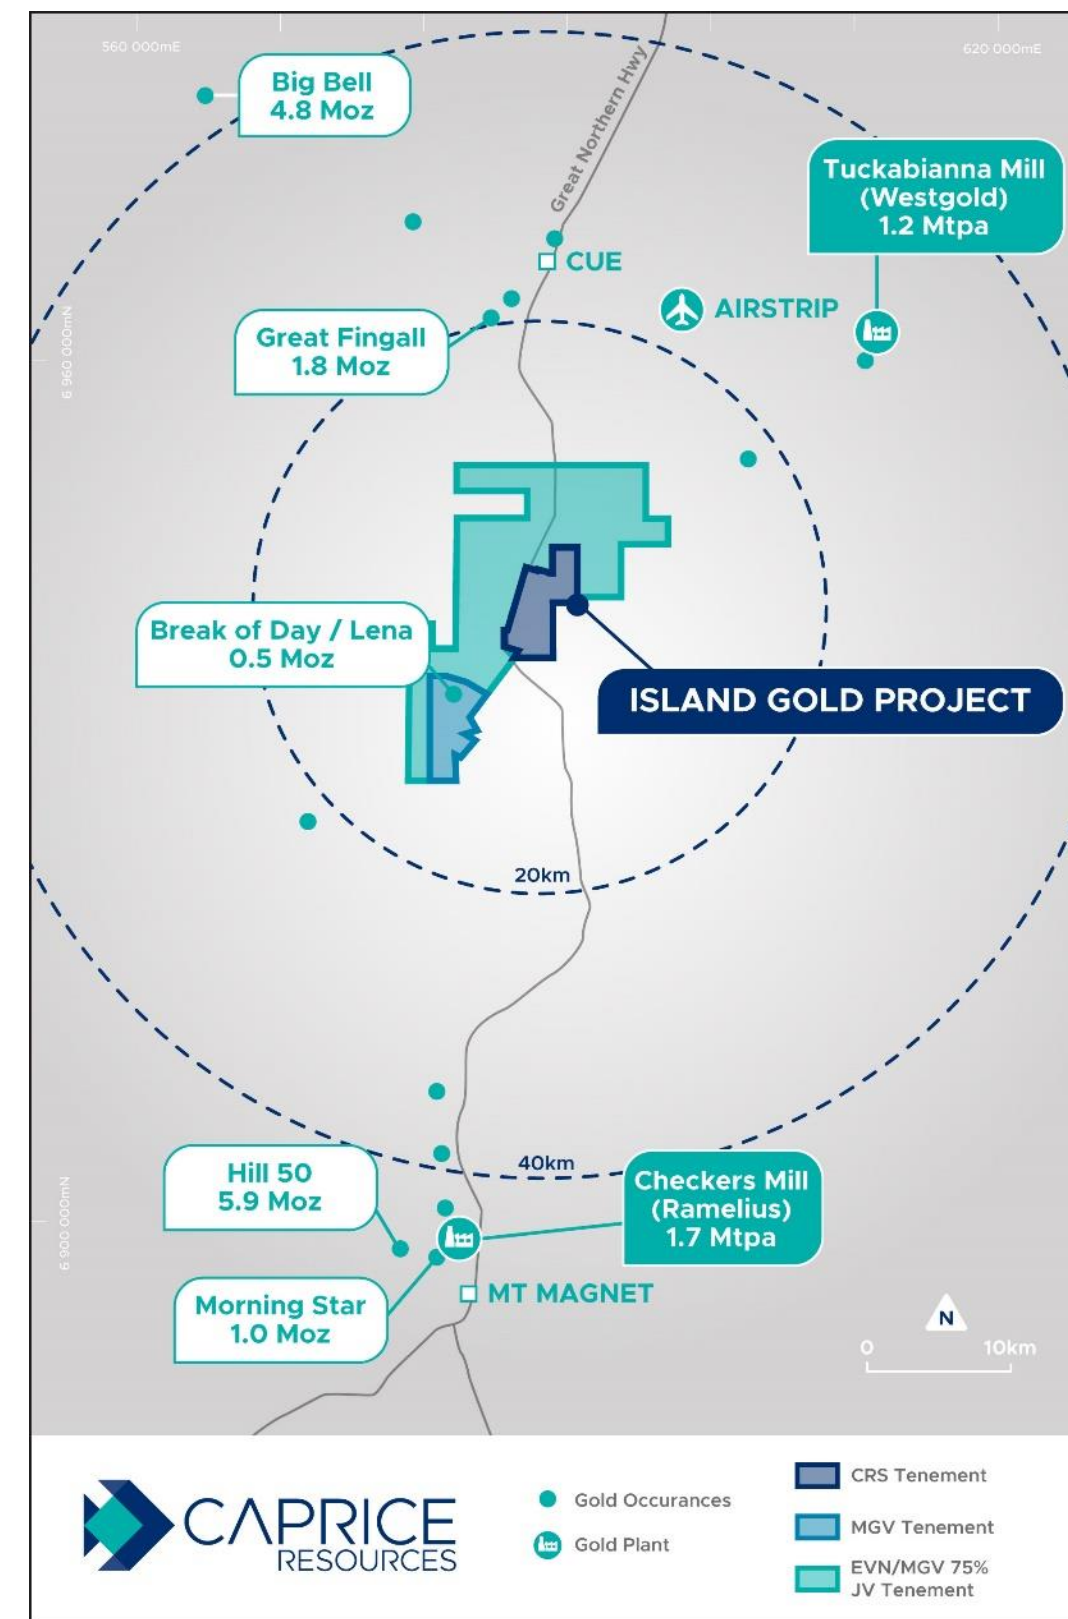 560 000mE
620 000mE
Big Bell
4.8 Moz
Great Northern Hwy
Tuckabianna Mill
(Westgold)
1.2 Mtpa
CUE
AIRSTRIP
6 960 000mN
Great Fingall
1.8 Moz
Break of Day / Lena
0.5 Moz
ISLAND GOLD PROJECT
20km
40km
Hill 50
5.9 Moz
Checkers Mill
(Ramelius)
1.7 Mtpa
6 900 000mN
MT MAGNET
Morning Star
1.0 Moz
N
0
10km
CAPRICE
RESOURCES
Gold Occurances
Gold Plant
CRS Tenement
MGV Tenement
EVN/MGV 75%
JV Tenement